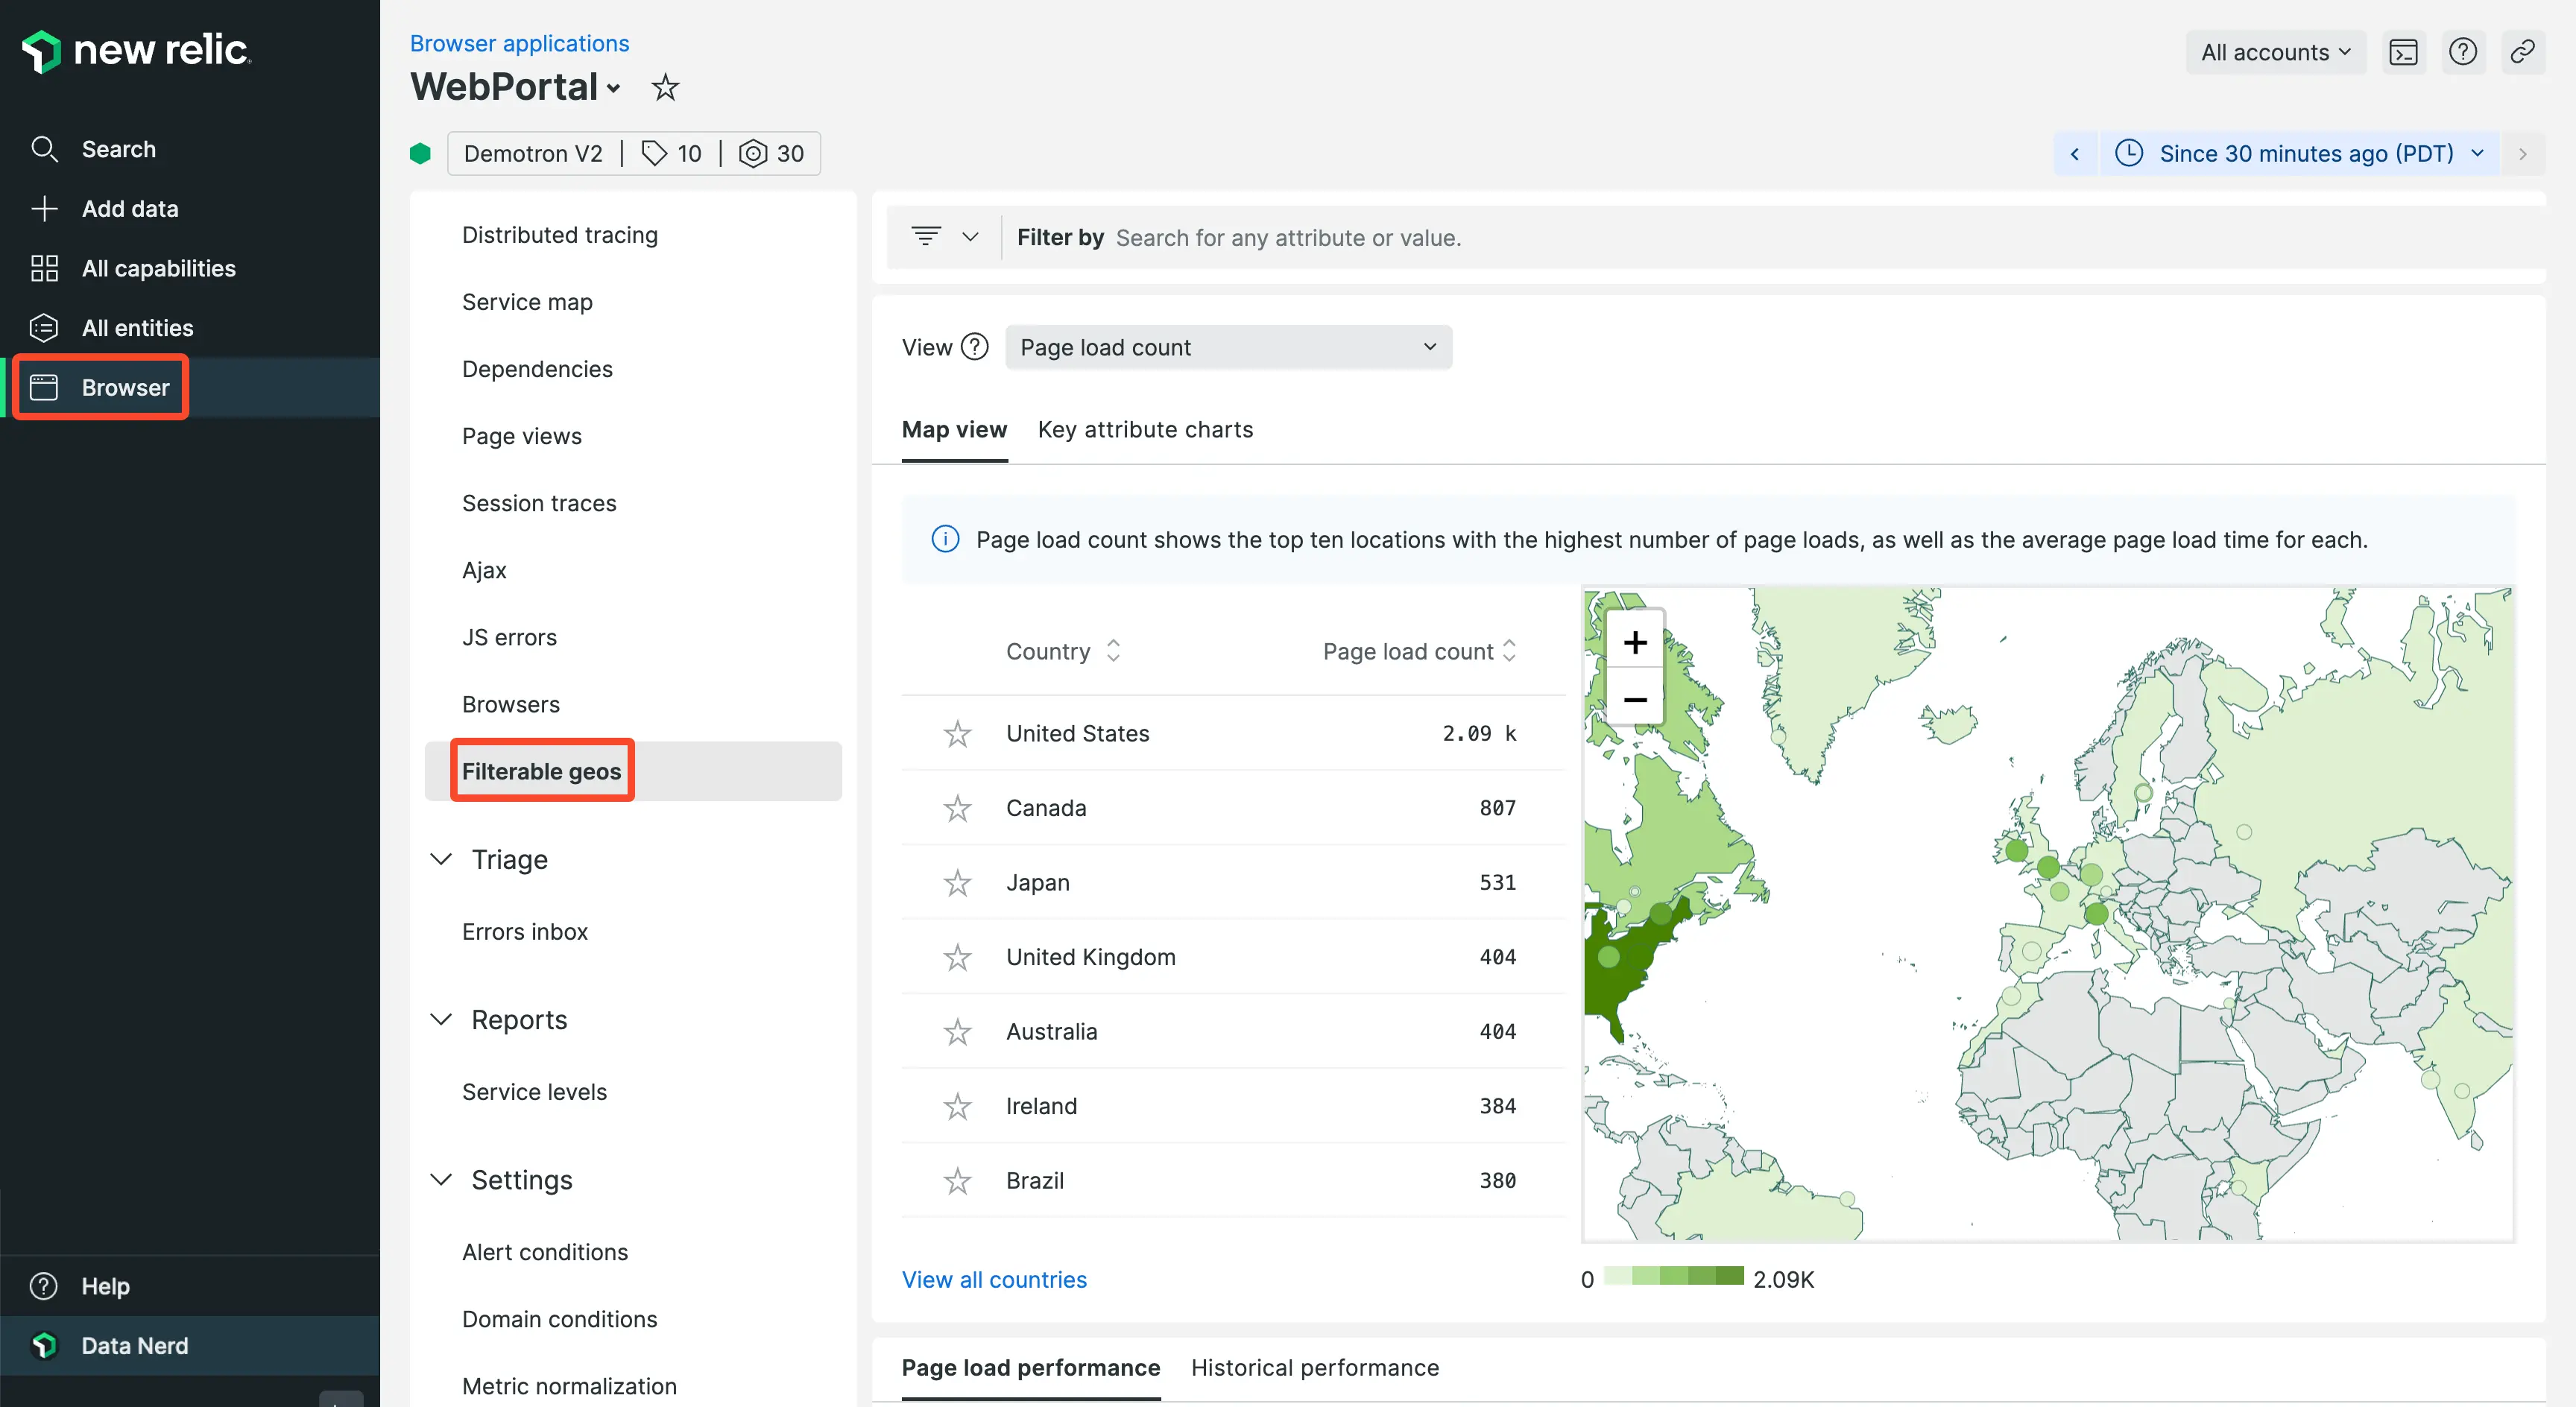 new relic.
Search
Add data
All capabilities
All entities
Browser
Help
Data Nerd
Browser applications
WebPortal
Demotron V2 | 10 | 30
All accounts
Since 30 minutes ago (PDT)
Distributed tracing
Service map
Dependencies
Page views
Session traces
Ajax
JS errors
Browsers
Filterable geos
Triage
Errors inbox
Reports
Service levels
Settings
Alert conditions
Domain conditions
Metric normalization
Filter by Search for any attribute or value.
View ? Page load count
Map view Key attribute charts
Page load count shows the top ten locations with the highest number of page loads, as well as the average page load time for each.
Country Page load count
United States 2.09 k
Canada 807
Japan 531
United Kingdom 404
Australia 404
Ireland 384
Brazil 380
View all countries
+
−
0 2.09K
Page load performance Historical performance